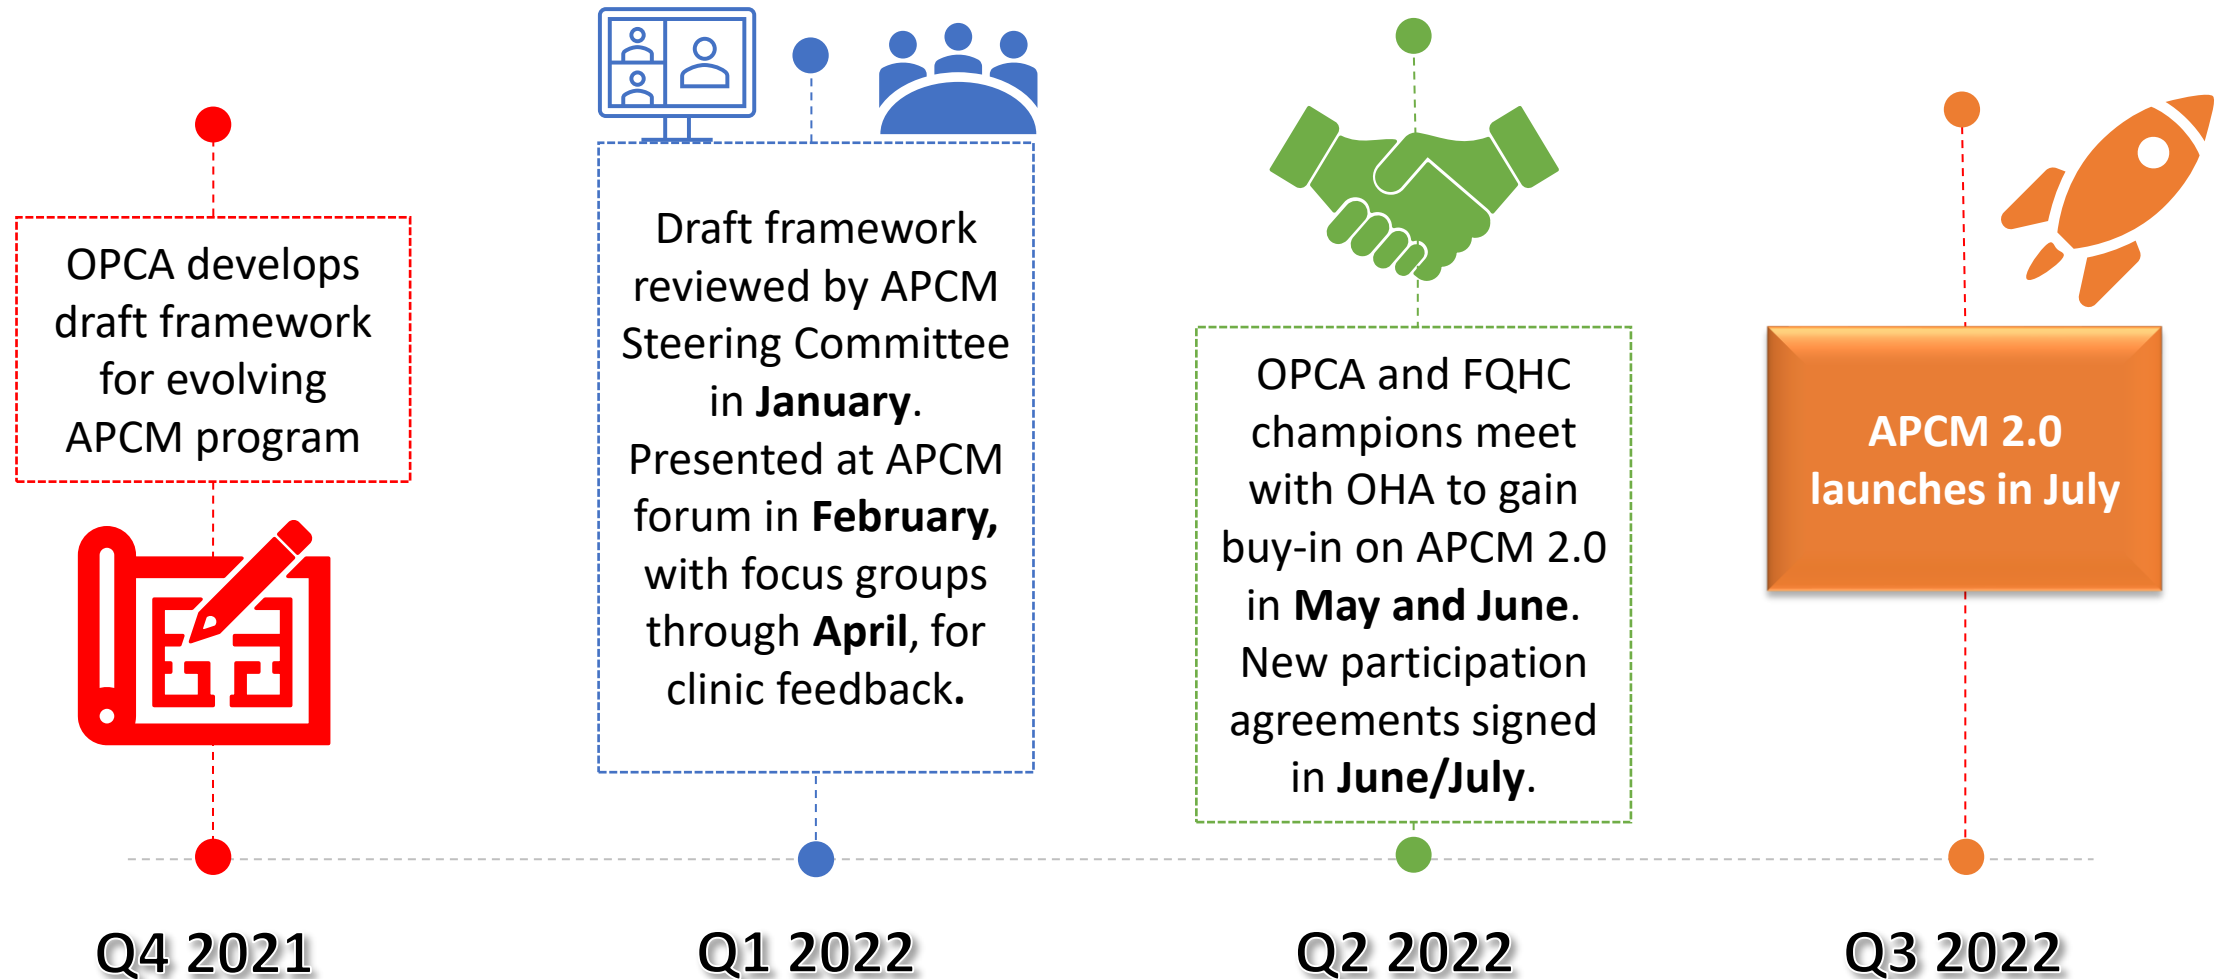 OPCA develops
draft framework
for evolving
APCM program
Draft framework
reviewed by APCM
Steering Committee
in January.
Presented at APCM
forum in February,
with focus groups
through April, for
clinic feedback.
OPCA and FQHC
champions meet
with OHA to gain
buy-in on APCM 2.0
in May and June.
New participation
agreements signed
in June/July.
APCM 2.0
launches in July
Q4 2021
Q1 2022
Q2 2022
Q3 2022